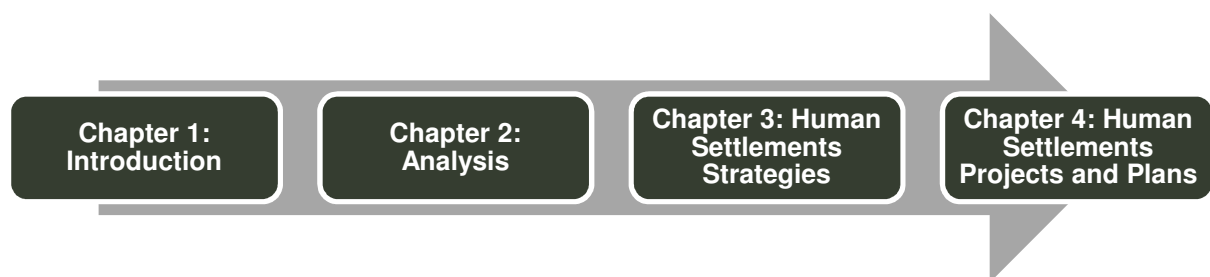 Chapter 1:
Introduction
Chapter 2:
Analysis
Chapter 3: Human
Settlements
Strategies
Chapter 4: Human
Settlements
Projects and Plans